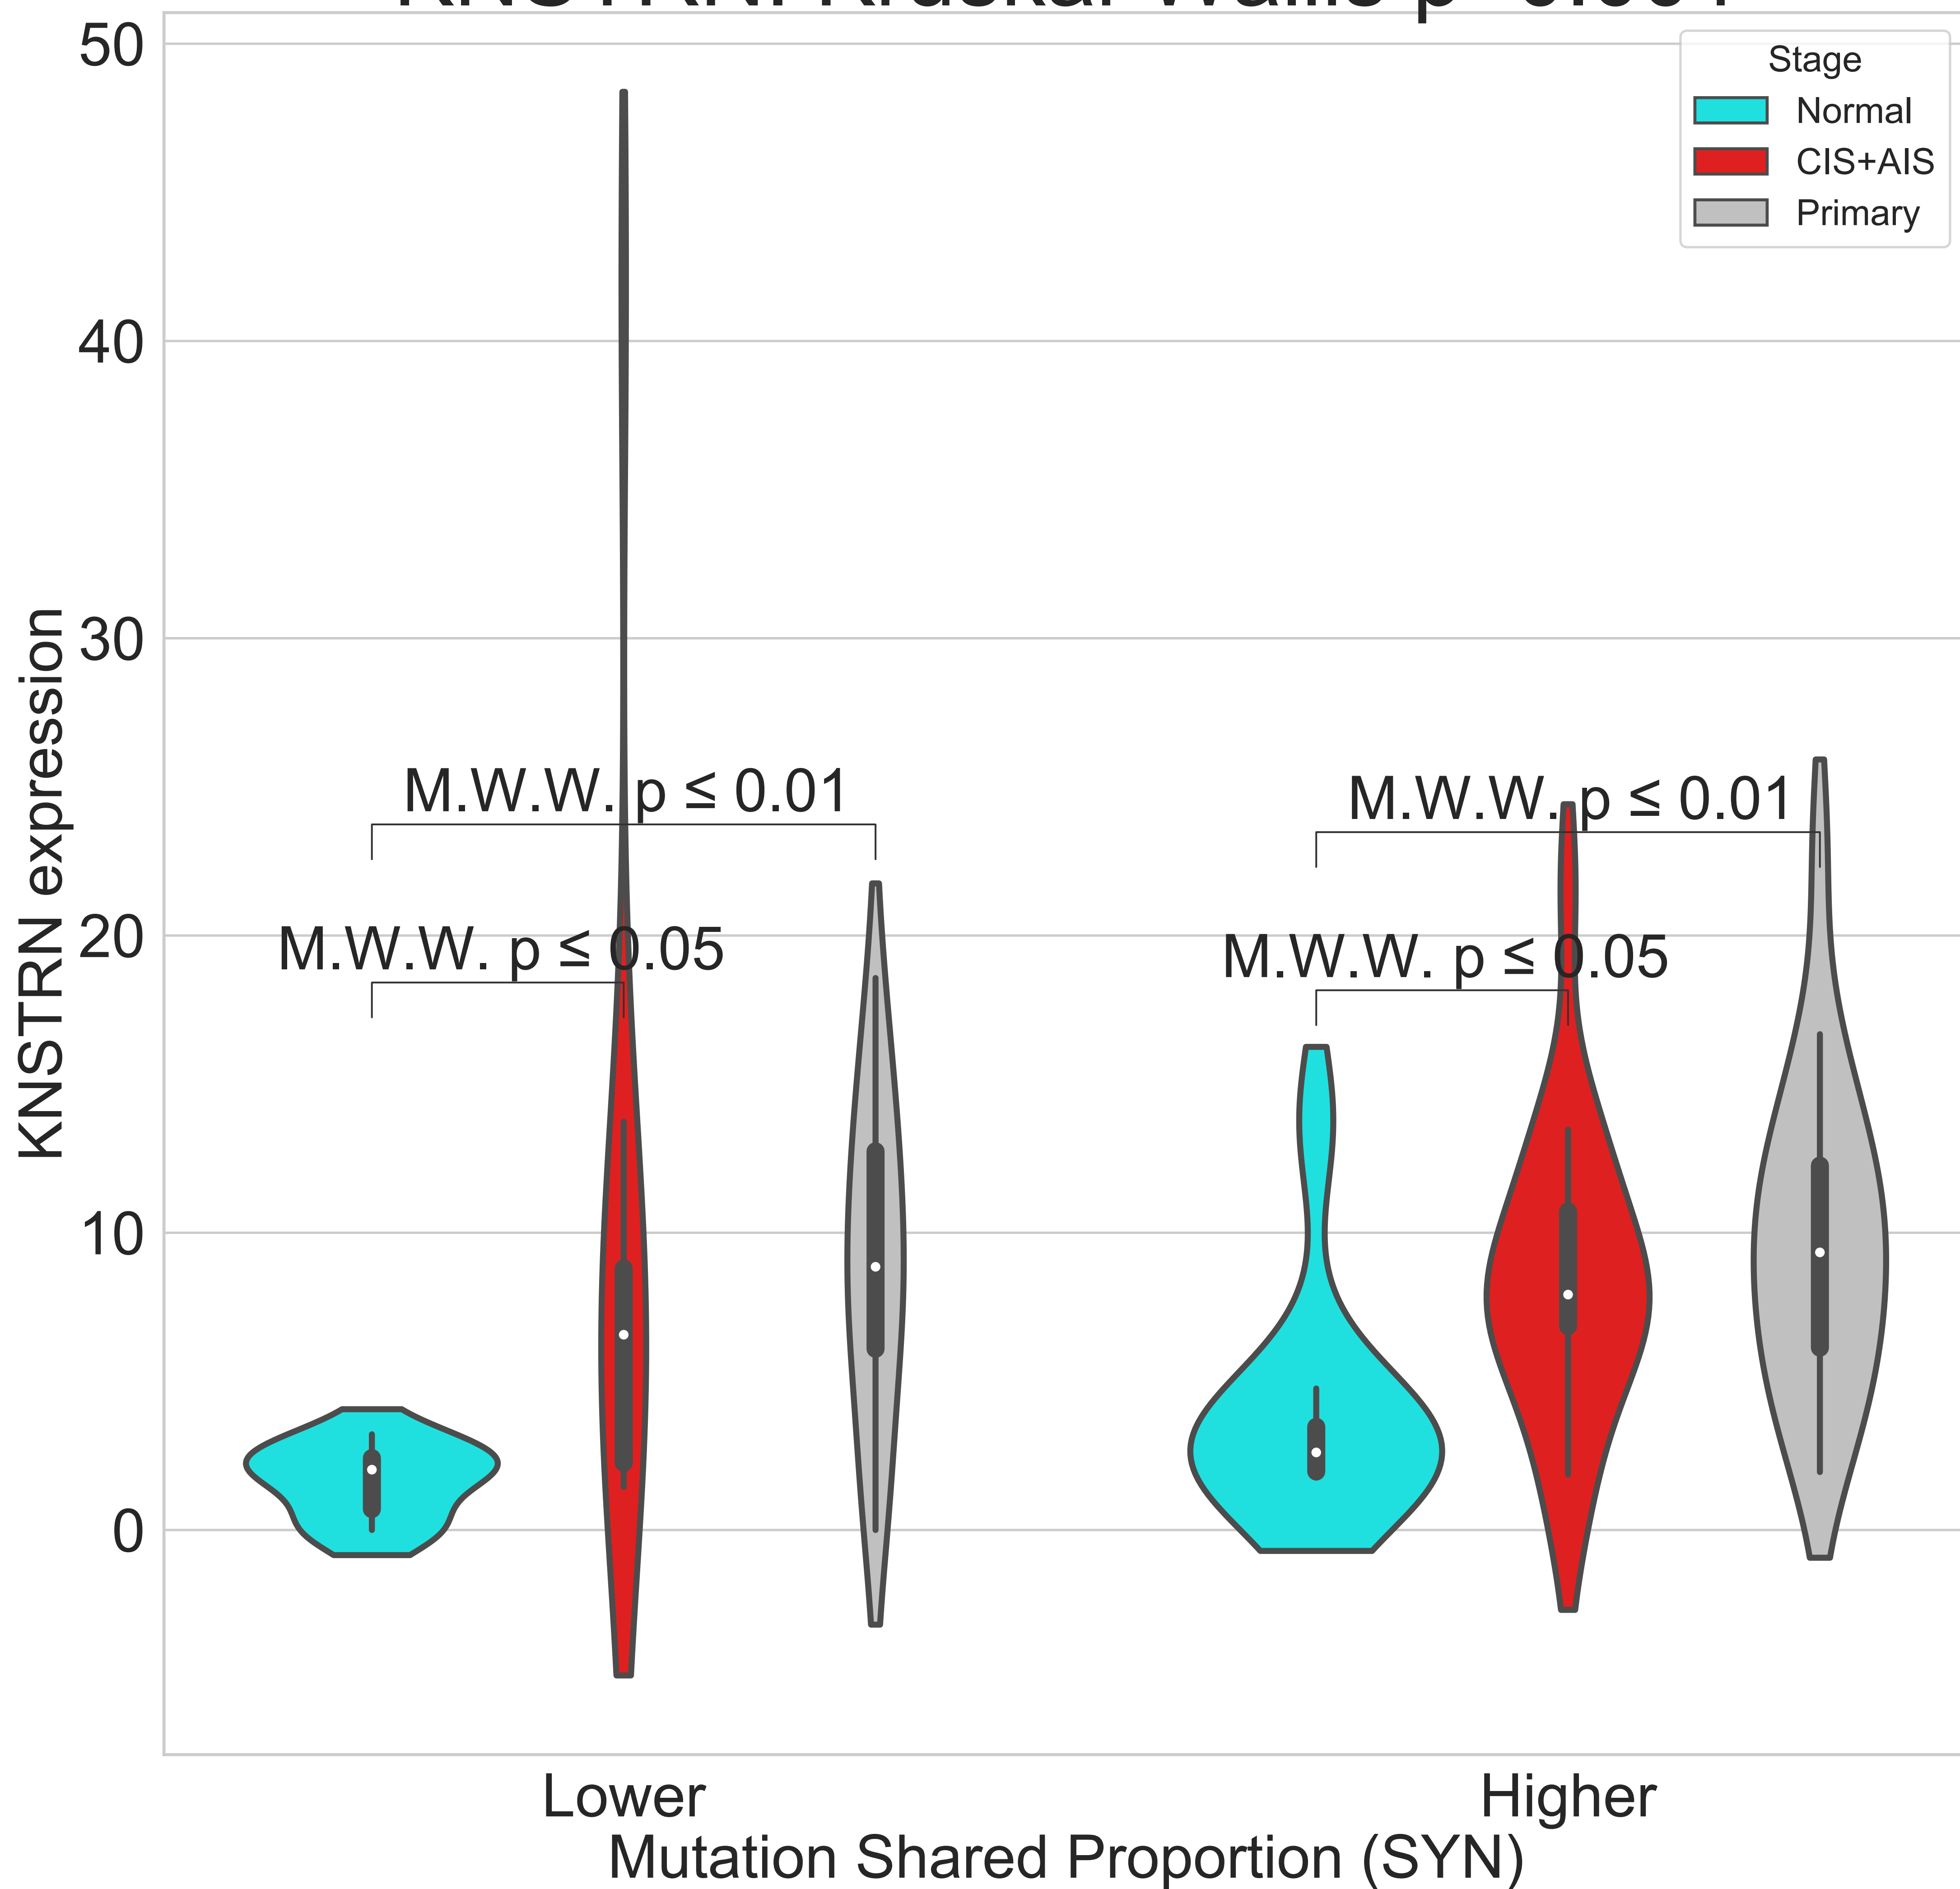 50
40
30
20
10
0
KNSTRN expression
Stage
Normal
CIS+AIS
Primary
M.W.W. p ≤ 0.01
M.W.W. p ≤ 0.05
M.W.W. p ≤ 0.01
M.W.W. p ≤ 0.05
Lower
Higher
Mutation Shared Proportion (SYN)